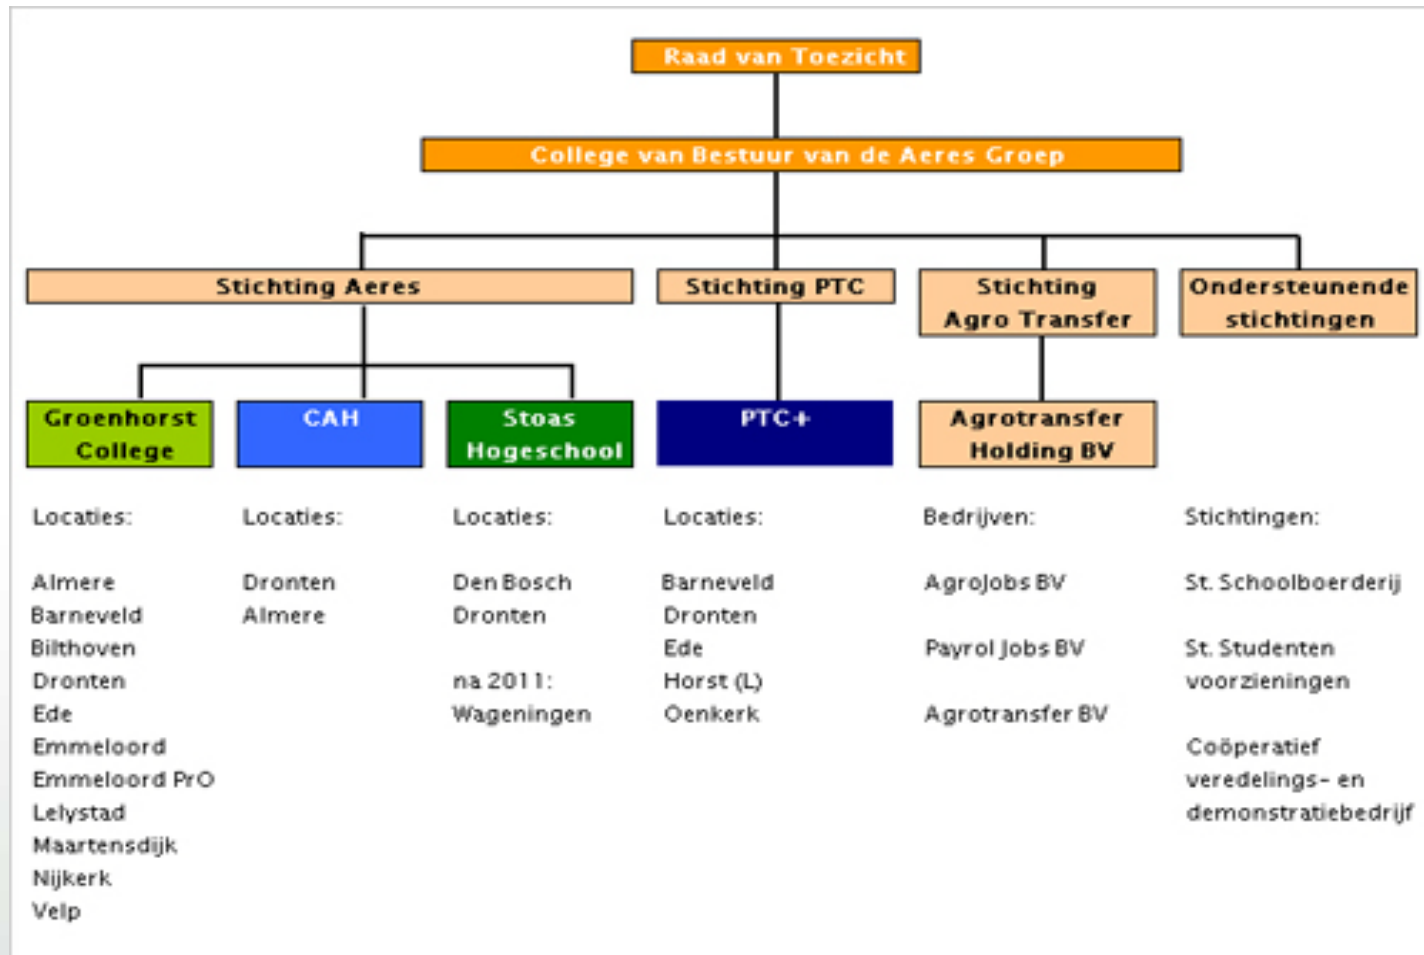 Raad van Toezicht
College van Bestuur van de Aeres Groep
Stichting Aeres
Stichting PTC
Stichting
Agro Transfer
Ondersteunende
stichtingen
Groenhorst
College
CAH
Stoas
Hogeschool
PTC+
Agrotransfer
Holding BV
Locaties:
Almere
Barneveld
Bilthoven
Dronten
Ede
Emmeloord
Emmeloord PrO
Lelystad
Maartensdijk
Nijkerk
Velp
Locaties:
Dronten
Almere
Locaties:
Den Bosch
Dronten
na 2011:
Wageningen
Locaties:
Barneveld
Dronten
Ede
Horst (L)
Oenkerk
Bedrijven:
AgroJobs BV
Payrol Jobs BV
Agrotransfer BV
Stichtingen:
St. Schoolboerderij
St. Studenten
voorzieningen
Coöperatief
veredelings- en
demonstratiebedrijf